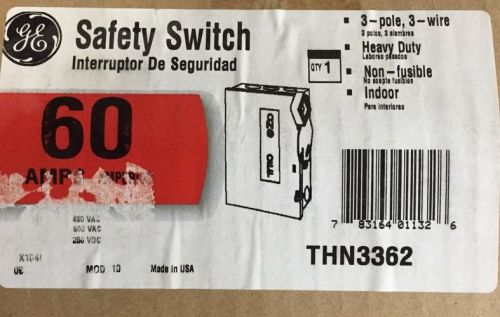 GE
Safety Switch
Interruptor De Seguridad
60
AMPS
480 VAC
600 VAC
250 VDC
MOD 10
Made in USA
QTY 1
3-pole, 3-wire
3 polos, 3 alambres
Heavy Duty
Labores pesados
Non-fusible
No acepta fusibles
Indoor
Para interiores
ON
OFF
7 83164 01132 6
THN3362